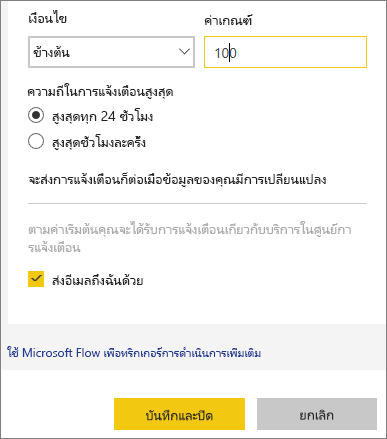 เงื่อนไข ค่าเกณฑ์
ข้างต้น 100
ความถี่ในการแจ้งเตือนสูงสุด
สูงสุดทุก 24 ชั่วโมง
สูงสุดชั่วโมงละครั้ง
จะส่งการแจ้งเตือนก็ต่อเมื่อข้อมูลของคุณมีการเปลี่ยนแปลง
ตามค่าเริ่มต้นคุณจะได้รับการแจ้งเตือนเกี่ยวกับบริการในศูนย์กา
รแจ้งเตือน
ส่งอีเมลถึงฉันด้วย
ใช้ Microsoft Flow เพื่อทริกเกอร์การดำเนินการเพิ่มเติม
บันทึกและปิด ยกเลิก